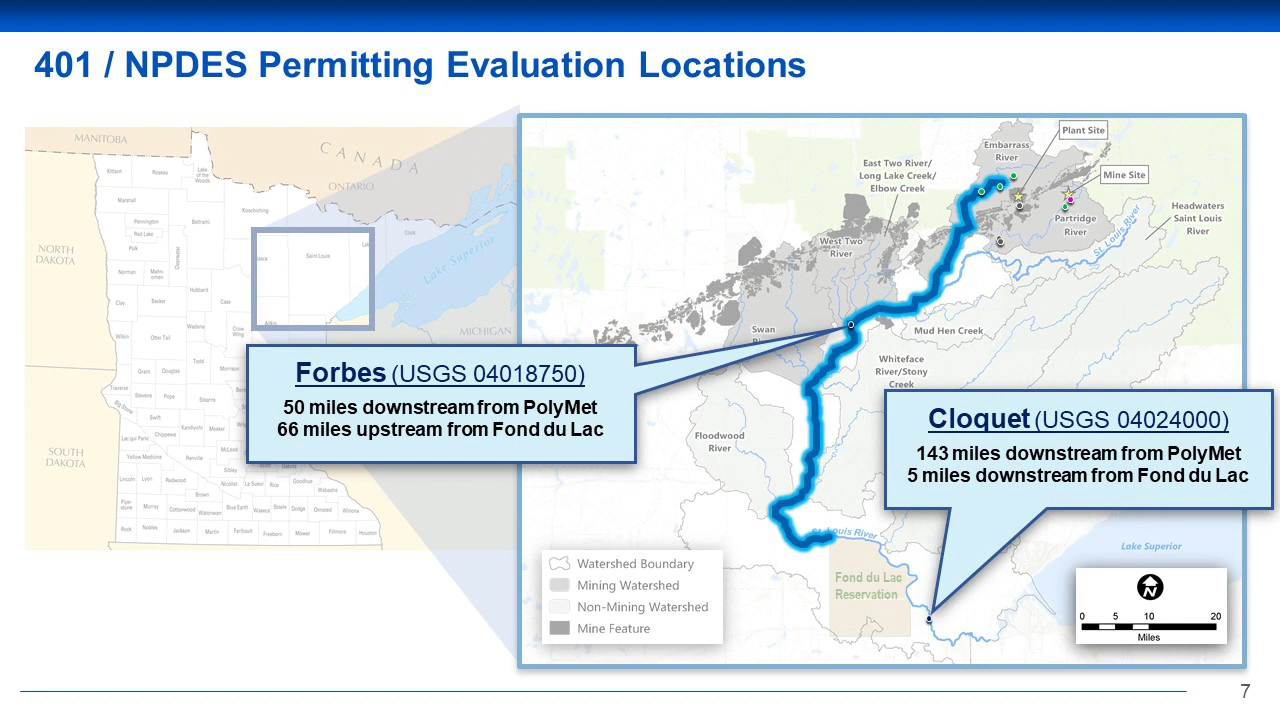 401 / NPDES Permitting Evaluation Locations
MANITOBA
CANADA
ONTARIO
NORTH
DAKOTA
SOUTH
DAKOTA
MICHIGAN
Lake Superior
Kittson
Roseau
Lake
of the
Woods
Marshall
Koochiching
Pennington
Beltrami
Red Lake
Polk
Clearwater
Cook
Saint Louis
Itasca
Norman
Mahnomen
Hubbard
Cass
Clay
Becker
Wadena
Crow
Wing
Aitkin
Wilkin
Otter Tail
Todd
Grant
Douglas
Morrison
Traverse
Stevens
Pope
Stearns
Big Stone
Swift
Kandiyohi
Meeker
Lac qui Parle
Chippewa
McLeod
Yellow Medicine
Renville
Sibley
Lincoln
Lyon
Redwood
Nicollet
Le Sueur
Rice
Goodhue
Wabasha
Brown
Pipe-
stone
Murray
Cottonwood
Watonwan
Blue Earth
Waseca
Steele
Dodge
Olmsted
Winona
Rock
Nobles
Jackson
Martin
Faribault
Freeborn
Mower
Fillmore
Houston
Plant Site
Embarrass
River
East Two River/
Long Lake Creek/
Elbow Creek
Mine Site
Partridge
River
Headwaters
Saint Louis
River
St. Louis River
West Two
River
Swan
Mud Hen Creek
Whiteface
River/Stony
Creek
Forbes (USGS 04018750)
50 miles downstream from PolyMet
66 miles upstream from Fond du Lac
Cloquet (USGS 04024000)
143 miles downstream from PolyMet
5 miles downstream from Fond du Lac
Floodwood
River
St. Louis River
Lake Superior
Fond du Lac
Reservation
Watershed Boundary
Mining Watershed
Non-Mining Watershed
Mine Feature
N
0 5 10 20
Miles
7